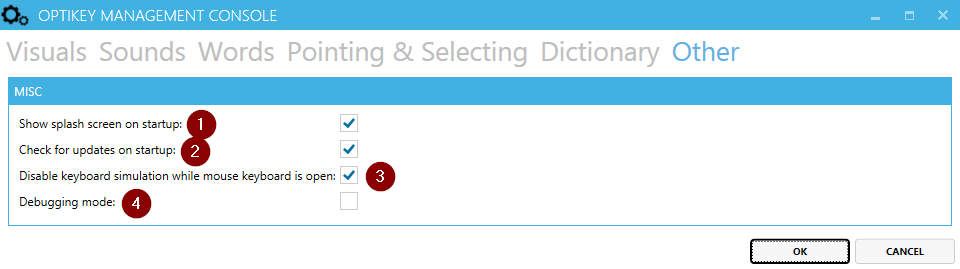 OPTIKEY MANAGEMENT CONSOLE
Visuals Sounds Words Pointing & Selecting Dictionary Other
MISC
Show splash screen on startup: 1
Check for updates on startup: 2
Disable keyboard simulation while mouse keyboard is open: 3
Debugging mode: 4
OK CANCEL